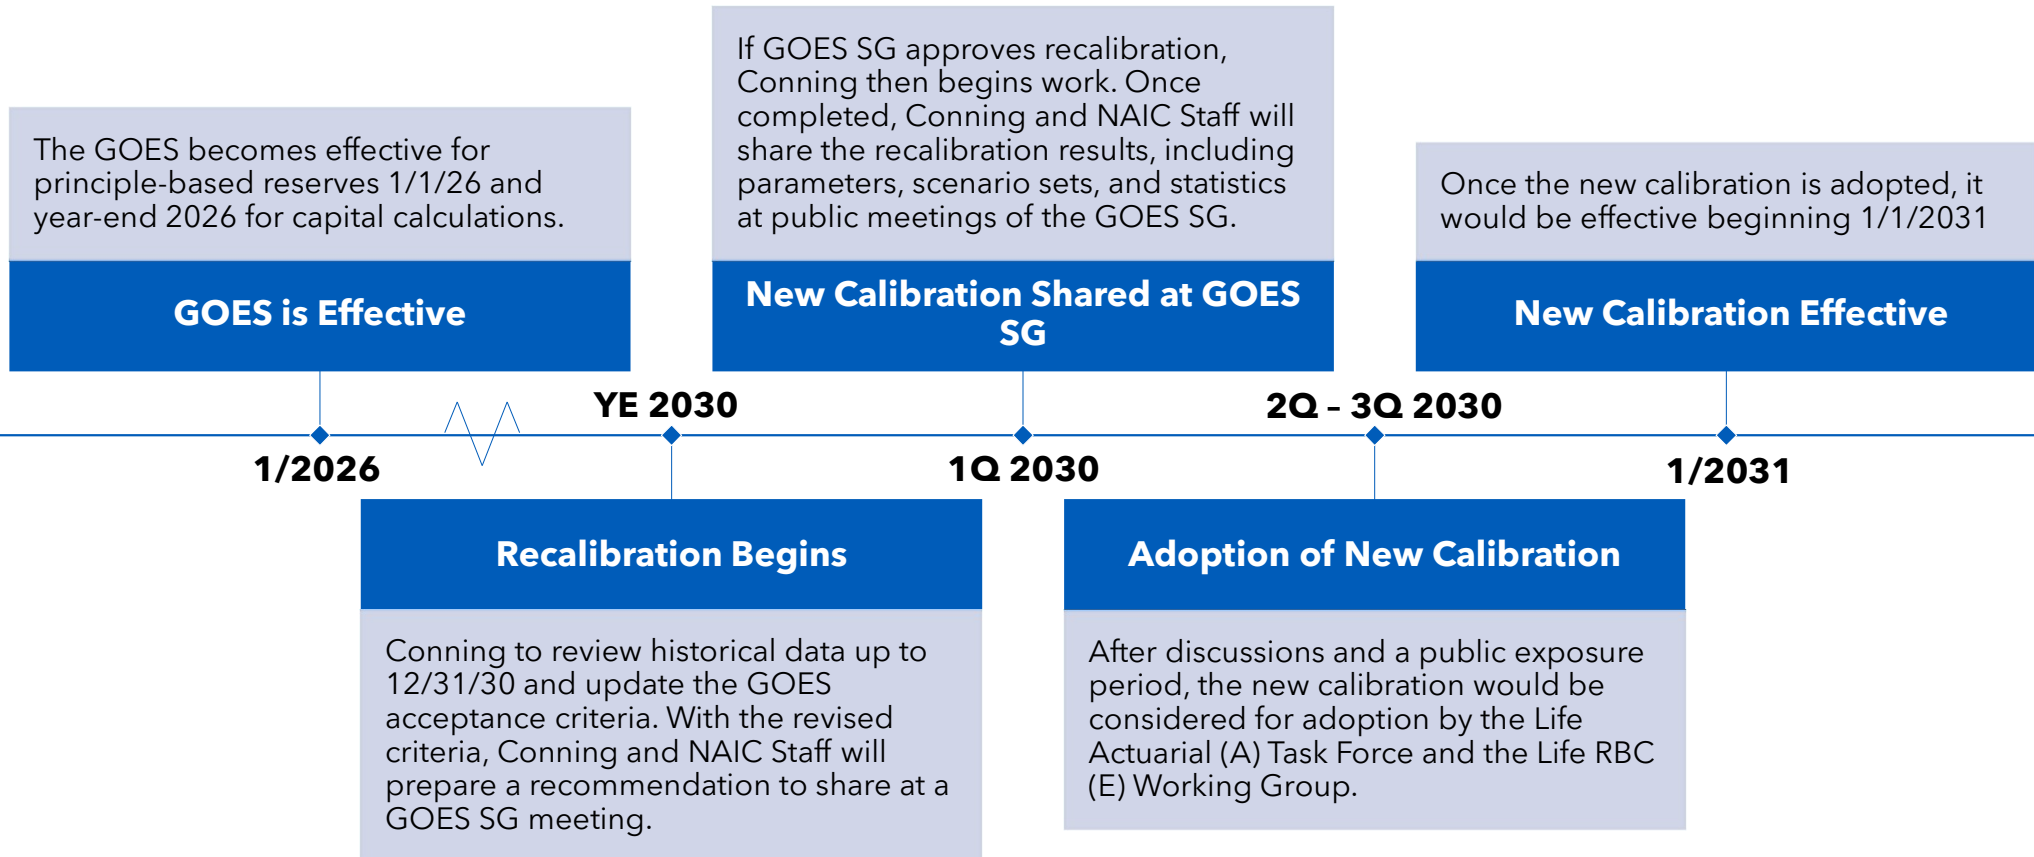 The GOES becomes effective for
principle-based reserves 1/1/26 and
year-end 2026 for capital calculations.
GOES is Effective
1/2026
YE 2030
Recalibration Begins
Conning to review historical data up to
12/31/30 and update the GOES
acceptance criteria. With the revised
criteria, Conning and NAIC Staff will
prepare a recommendation to share at a
GOES SG meeting.
If GOES SG approves recalibration,
Conning then begins work. Once
completed, Conning and NAIC Staff will
share the recalibration results, including
parameters, scenario sets, and statistics
at public meetings of the GOES SG.
New Calibration Shared at GOES
SG
1Q 2030
2Q – 3Q 2030
Adoption of New Calibration
After discussions and a public exposure
period, the new calibration would be
considered for adoption by the Life
Actuarial (A) Task Force and the Life RBC
(E) Working Group.
Once the new calibration is adopted, it
would be effective beginning 1/1/2031
New Calibration Effective
1/2031